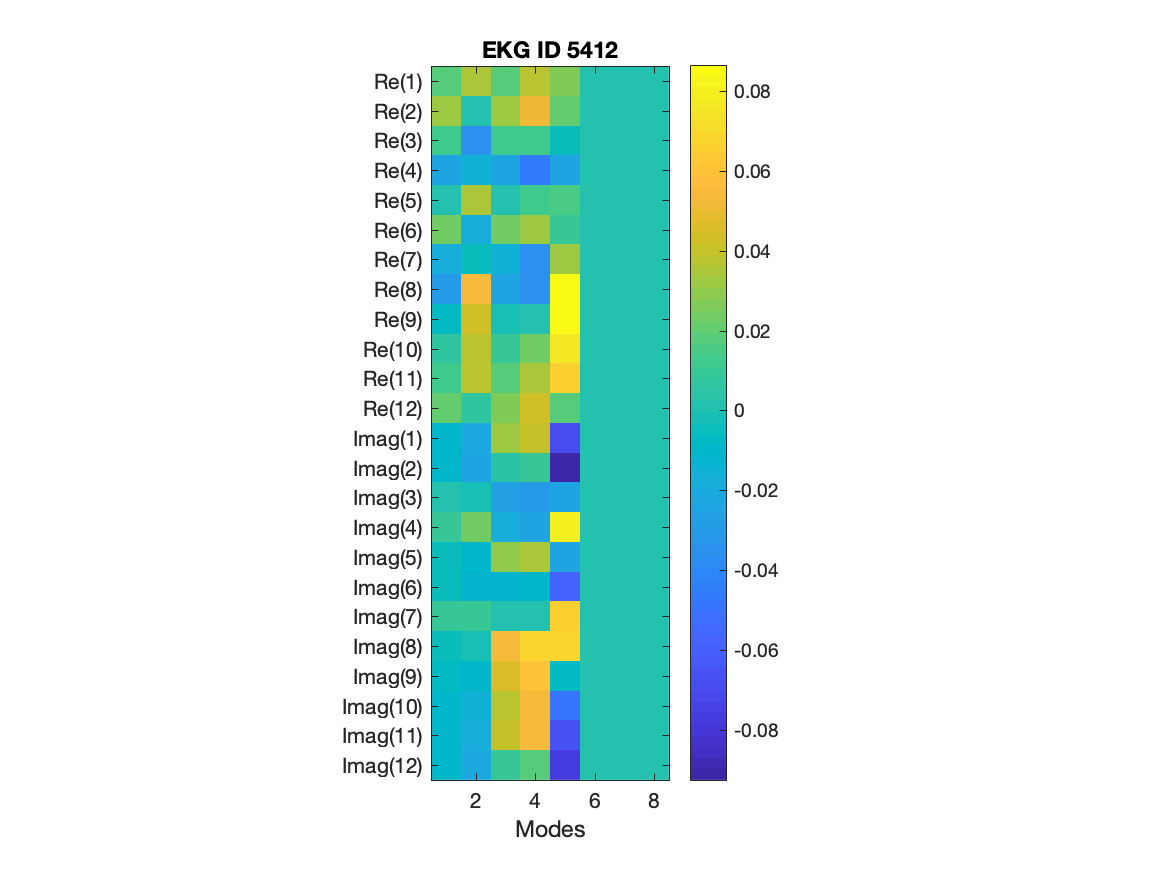 EKG ID 5412
Re(1)
Re(2)
Re(3)
Re(4)
Re(5)
Re(6)
Re(7)
Re(8)
Re(9)
Re(10)
Re(11)
Re(12)
Imag(1)
Imag(2)
Imag(3)
Imag(4)
Imag(5)
Imag(6)
Imag(7)
Imag(8)
Imag(9)
Imag(10)
Imag(11)
Imag(12)
2 4 6 8
Modes
0.08
0.06
0.04
0.02
0
-0.02
-0.04
-0.06
-0.08